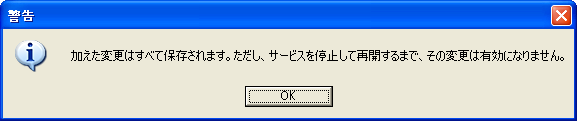 警告
加えた変更はすべて保存されます。ただし、サービスを停止して再開するまで、その変更は有効になりません。
OK